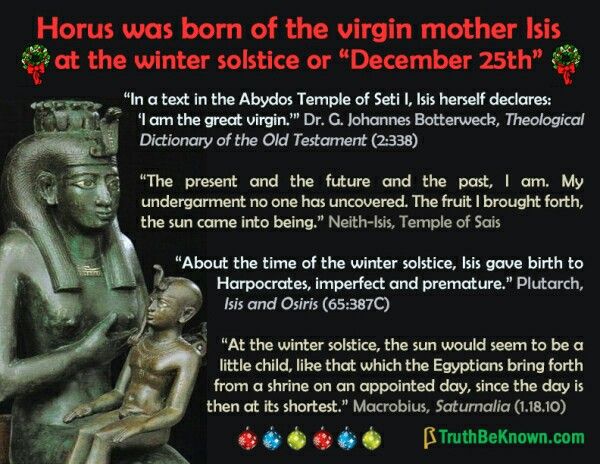 Horus was born of the virgin mother Isis
at the winter solstice or “December 25th”
“In a text in the Abydos Temple of Seti I, Isis herself declares:
‘I am the great virgin.’” Dr. G. Johannes Botterweck, Theological
Dictionary of the Old Testament (2:338)
“The present and the future and the past, I am. My
undergarment no one has uncovered. The fruit I brought forth,
the sun came into being.” Neith-Isis, Temple of Sais
“About the time of the winter solstice, Isis gave birth to
Harpocrates, imperfect and premature.” Plutarch,
Isis and Osiris (65:387C)
“At the winter solstice, the sun would seem to be a
little child, like that which the Egyptians bring forth
from a shrine on an appointed day, since the day is
then at its shortest.” Macrobius, Saturnalia (1.18.10)
TruthBeKnown.com